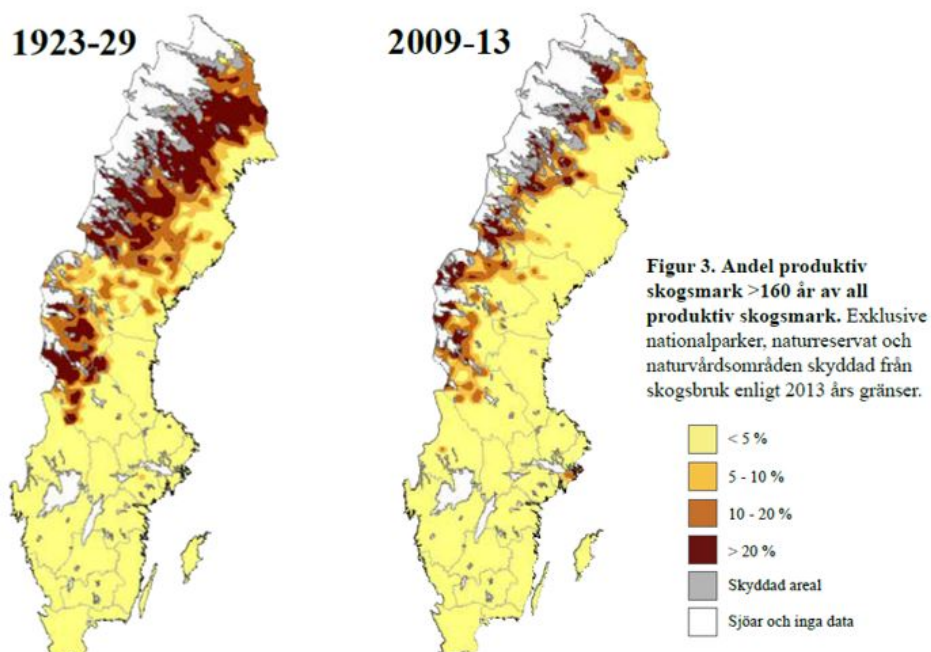 1923-29
2009-13
Figur 3. Andel produktiv
skogsmark >160 år av all
produktiv skogsmark. Exklusive
nationalparker, naturreservat och
naturvårdsområden skyddad från
skogsbruk enligt 2013 års gränser.
< 5 %
5 - 10 %
10 - 20 %
> 20 %
Skyddad areal
Sjöar och inga data